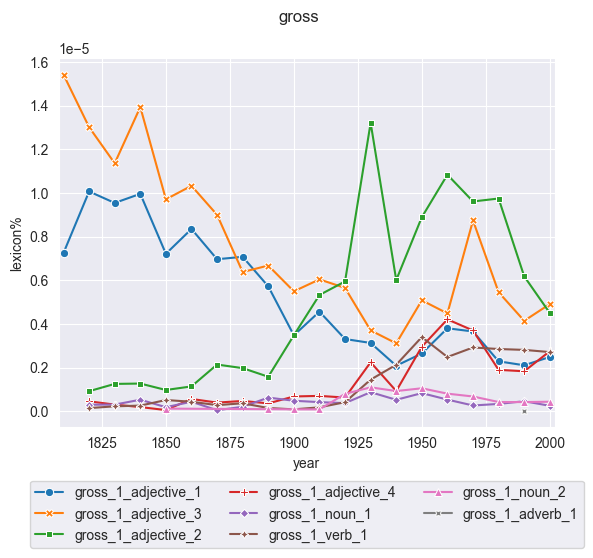 gross
1e−5
1.6
1.4
1.2
1.0
0.8
0.6
0.4
0.2
0.0
lexicon%
1825 1850 1875 1900 1925 1950 1975 2000
year
gross_1_adjective_1 gross_1_adjective_4 gross_1_noun_2
gross_1_adjective_3 gross_1_noun_1 gross_1_adverb_1
gross_1_adjective_2 gross_1_verb_1